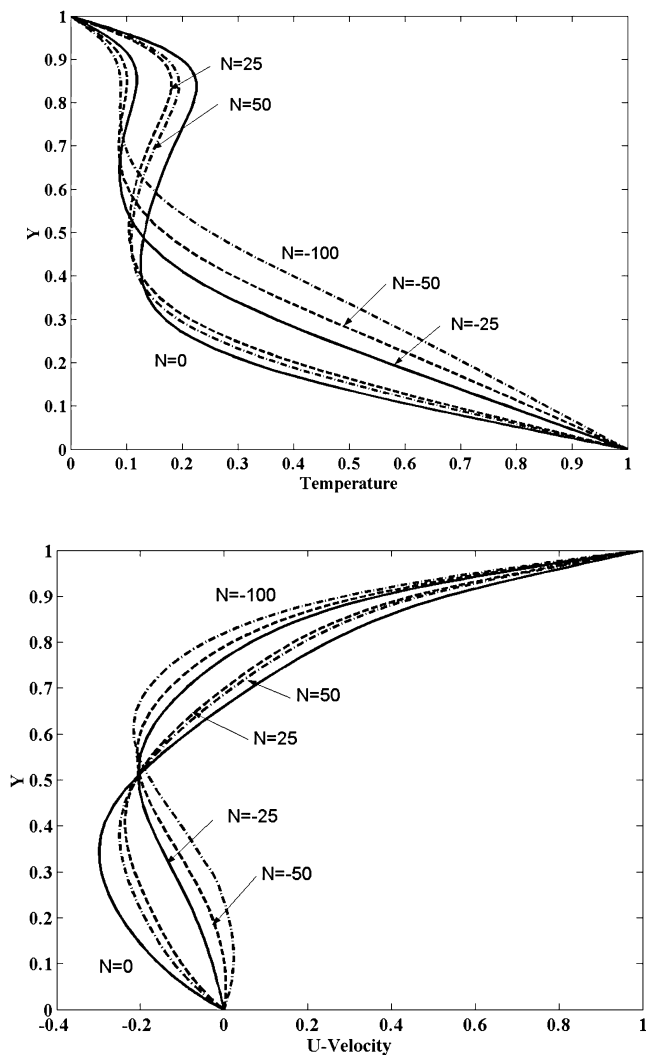 1
0.9
0.8
0.7
0.6
0.5
0.4
0.3
0.2
0.1
0
Y
N=25
N=50
N=-100
N=-50
N=-25
N=0
0 0.1 0.2 0.3 0.4 0.5 0.6 0.7 0.8 0.9 1
Temperature
1
0.9
0.8
0.7
0.6
0.5
0.4
0.3
0.2
0.1
0
Y
N=-100
N=50
N=25
N=-25
N=-50
N=0
-0.4 -0.2 0 0.2 0.4 0.6 0.8 1
U-Velocity